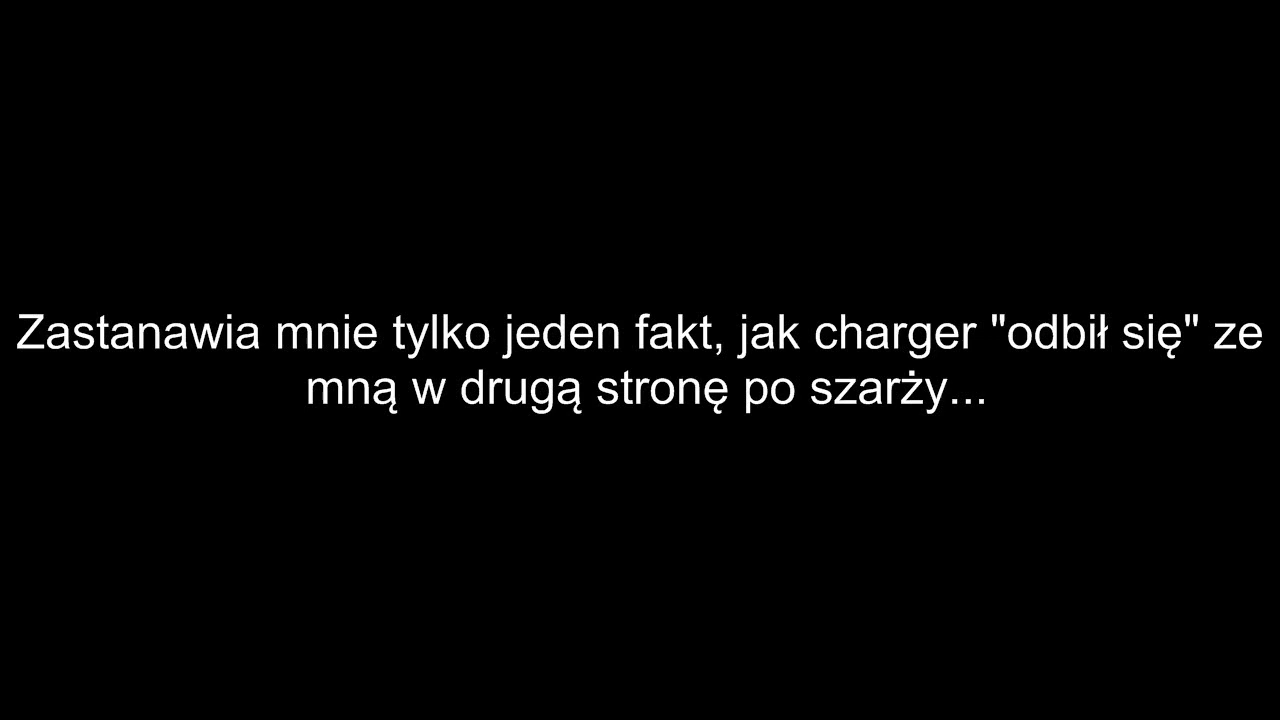 Zastanawia mnie tylko jeden fakt, jak charger "odbił się" ze
mną w drugą stronę po szarży...